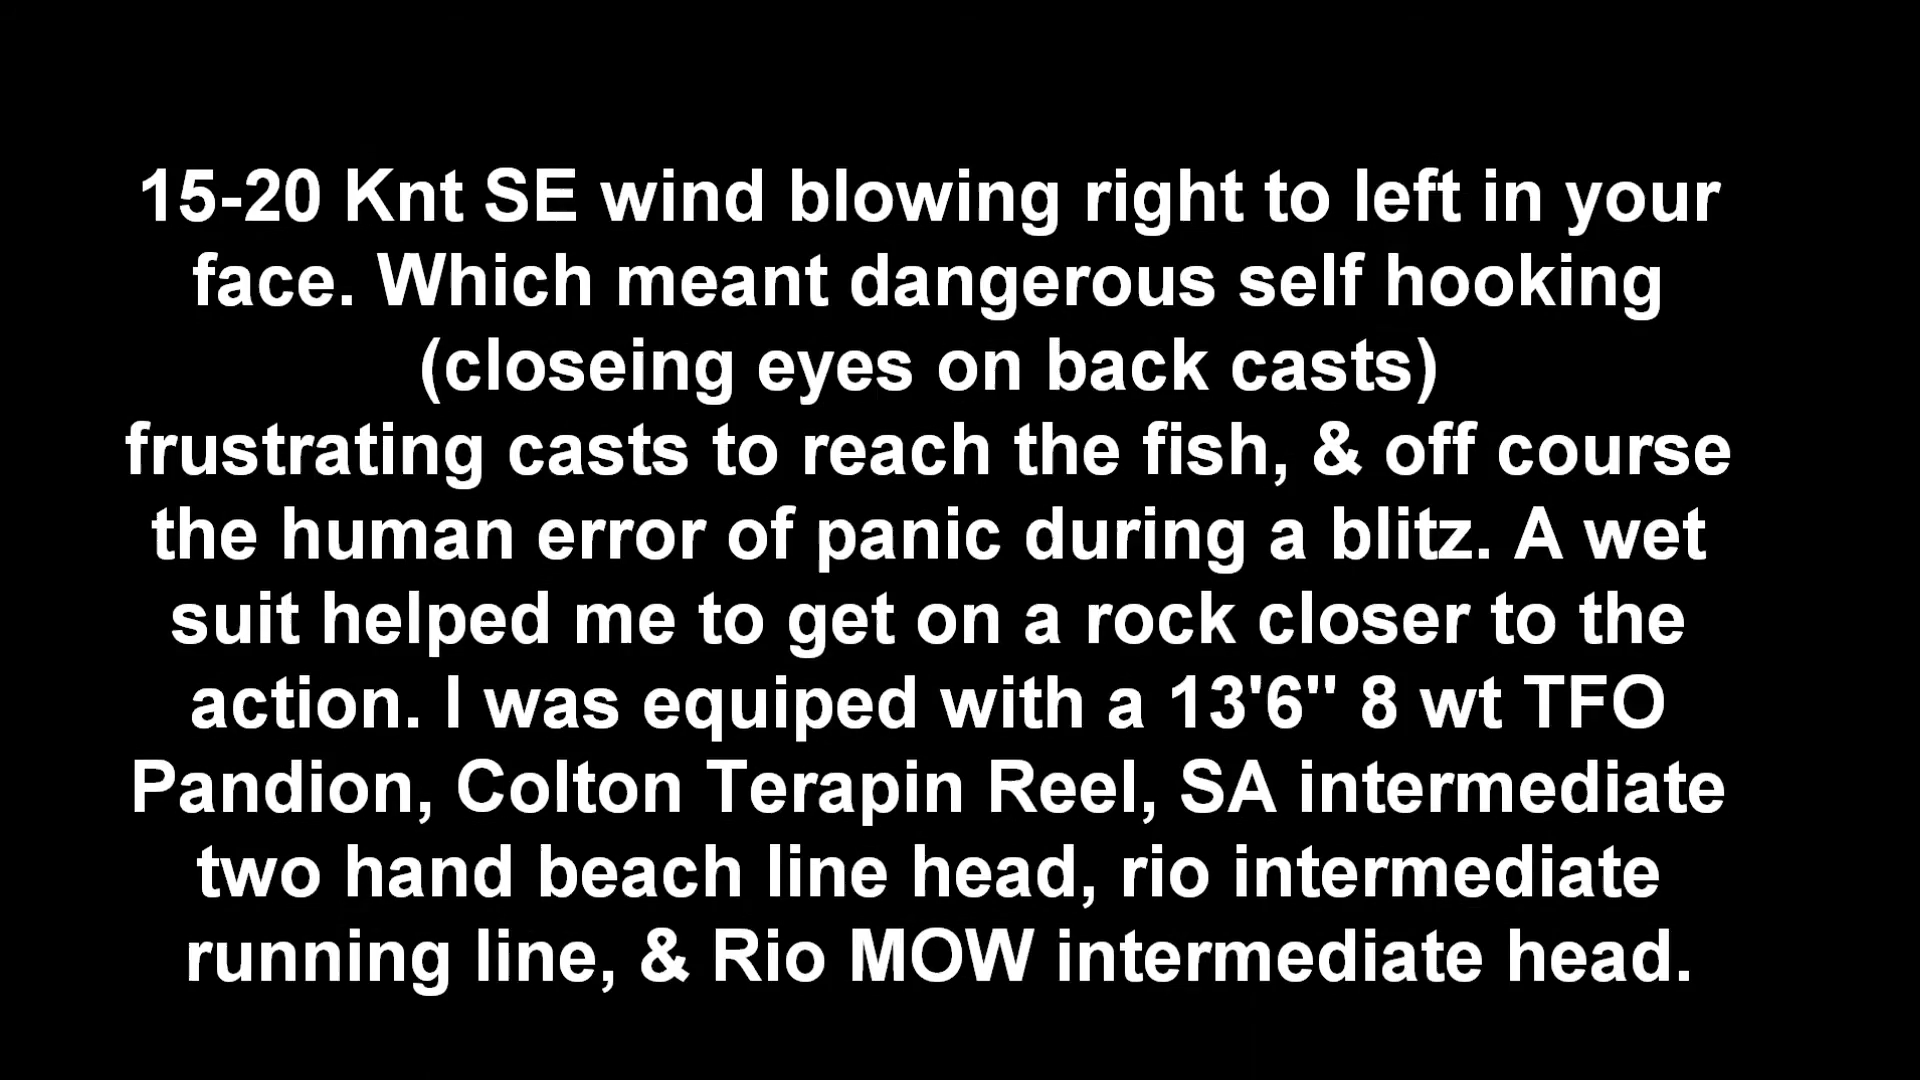 15-20 Knt SE wind blowing right to left in your
face. Which meant dangerous self hooking
(closeing eyes on back casts)
frustrating casts to reach the fish, & off course
the human error of panic during a blitz. A wet
suit helped me to get on a rock closer to the
action. I was equiped with a 13'6" 8 wt TFO
Pandion, Colton Terapin Reel, SA intermediate
two hand beach line head, rio intermediate
running line, & Rio MOW intermediate head.